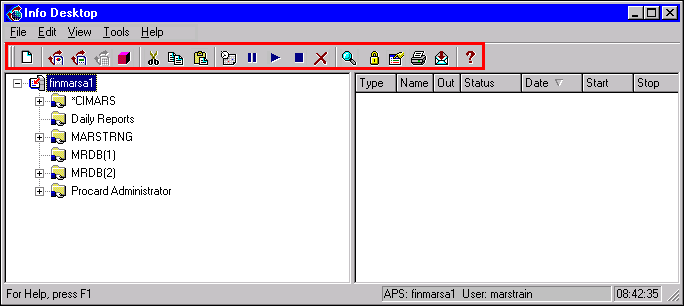 Info Desktop
File Edit View Tools Help
finmarsa1
*CIMARS
Daily Reports
MARSTRNG
MRDB(1)
MRDB(2)
Procard Administrator
Type Name Out Status Date Start Stop
For Help, press F1
APS: finmarsa1 User: marstrain 08:42:35